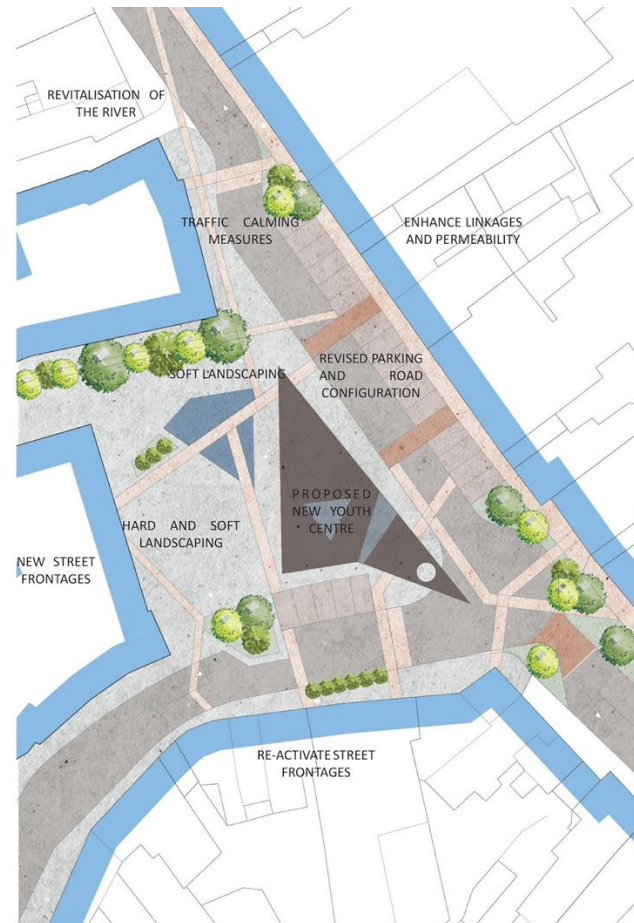 REVITALISATION OF
THE RIVER
TRAFFIC CALMING
MEASURES
ENHANCE LINKAGES
AND PERMEABILITY
SOFT LANDSCAPING
REVISED PARKING
AND ROAD
CONFIGURATION
PROPOSED
NEW YOUTH
CENTRE
HARD AND SOFT
LANDSCAPING
NEW STREET
FRONTAGES
RE-ACTIVATE STREET
FRONTAGES